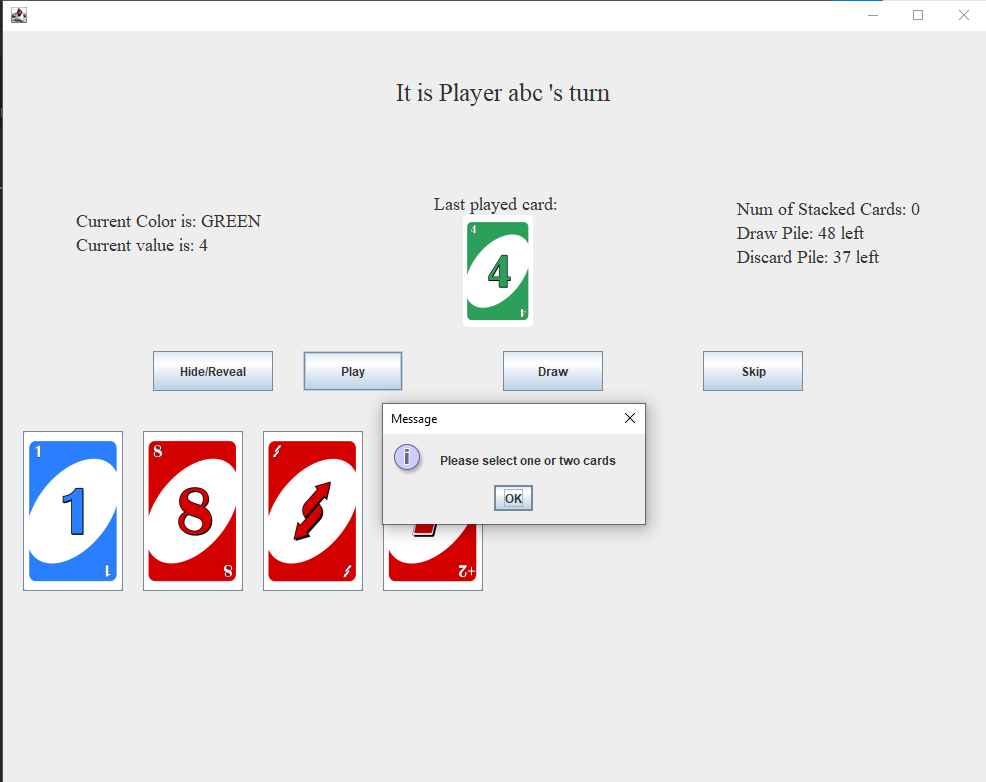 It is Player abc 's turn
Current Color is: GREEN
Current value is: 4
Last played card:
4
4
4
Num of Stacked Cards: 0
Draw Pile: 48 left
Discard Pile: 37 left
Hide/Reveal
Play
Draw
Skip
Message
Please select one or two cards
OK
1
1
1
8
8
8
+2